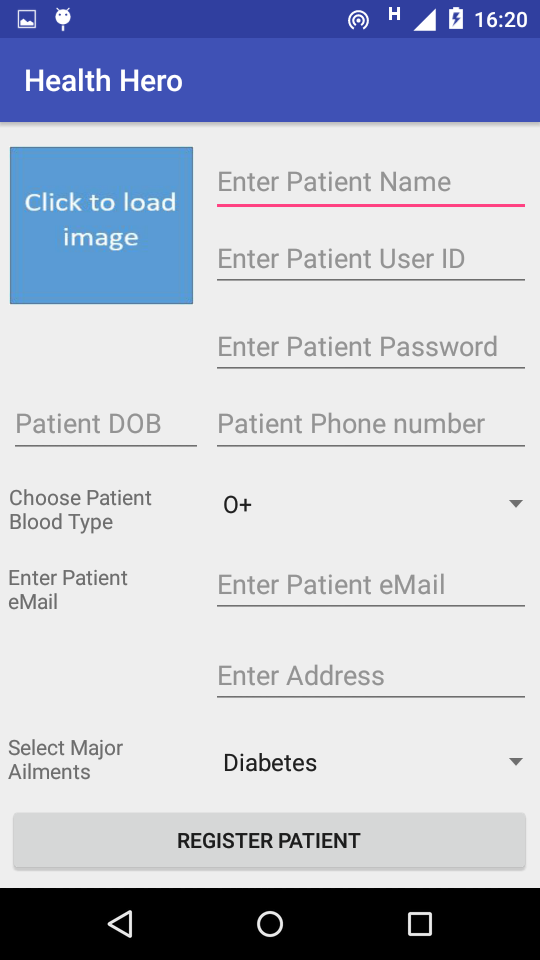 H 16:20
Health Hero
Click to load
image
Enter Patient Name
Enter Patient User ID
Enter Patient Password
Patient DOB
Patient Phone number
Choose Patient
Blood Type
O+
Enter Patient
eMail
Enter Patient eMail
Enter Address
Select Major
Ailments
Diabetes
REGISTER PATIENT